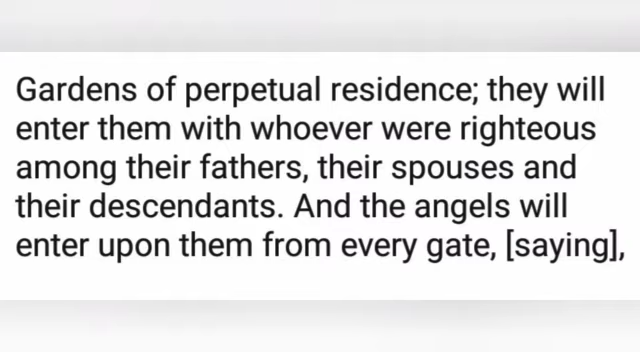 Gardens of perpetual residence; they will
enter them with whoever were righteous
among their fathers, their spouses and
their descendants. And the angels will
enter upon them from every gate, [saying],